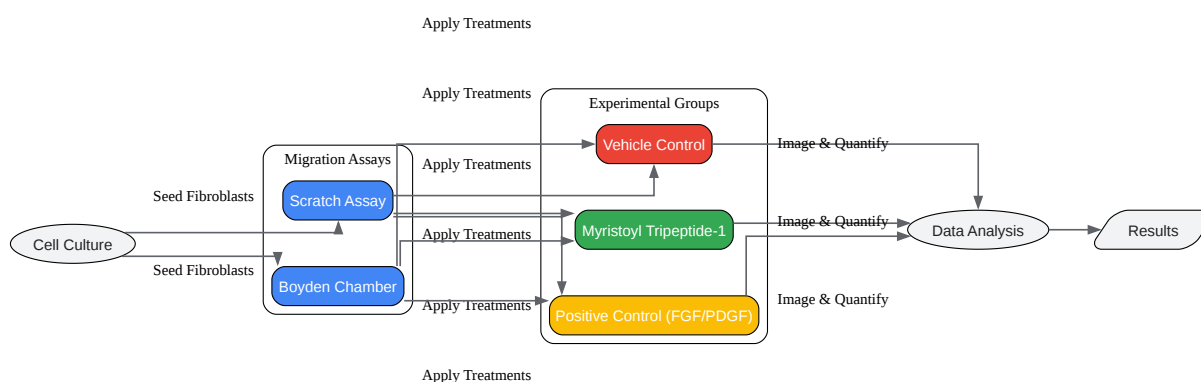 Apply Treatments
Apply Treatments
Experimental Groups
Vehicle Control
Image & Quantify
Migration Assays
Apply Treatments
Seed Fibroblasts
Scratch Assay
Cell Culture
Apply Treatments
Myristoyl Tripeptide-1
Image & Quantify
Data Analysis
Results
Seed Fibroblasts
Boyden Chamber
Apply Treatments
Positive Control (FGF/PDGF)
Image & Quantify
Apply Treatments